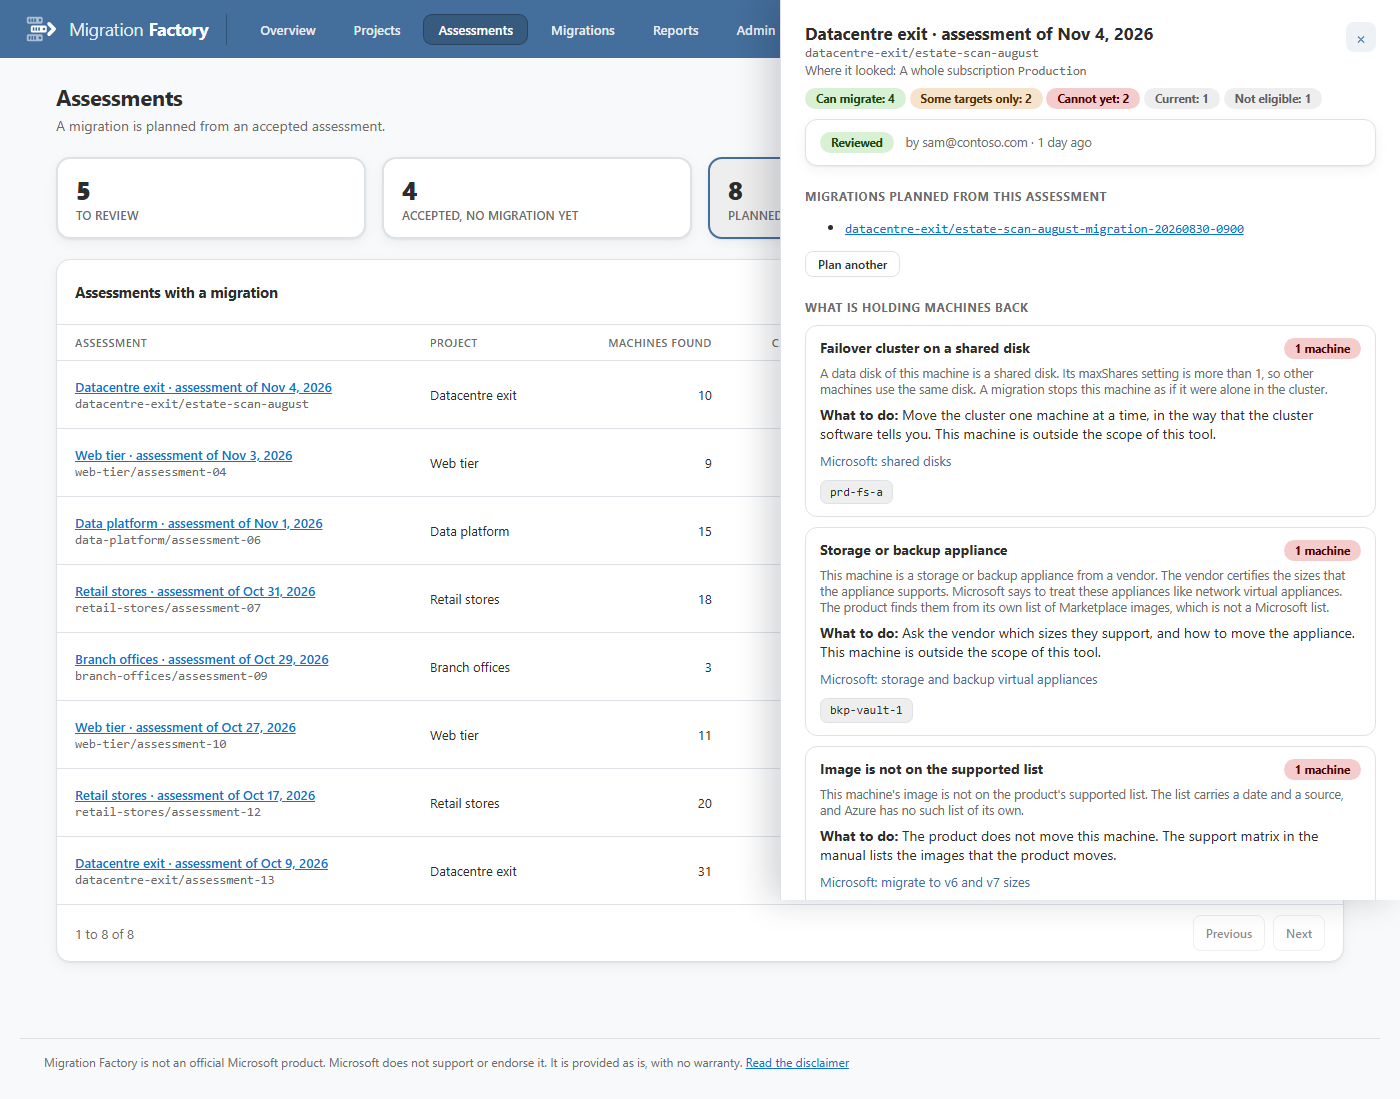 Migration Factory
Overview
Projects
Assessments
Migrations
Reports
Admin
Assessments
A migration is planned from an accepted assessment.
5
TO REVIEW
4
ACCEPTED, NO MIGRATION YET
8
PLANNED
Assessments with a migration
ASSESSMENT
PROJECT
MACHINES FOUND
Datacentre exit · assessment of Nov 4, 2026
datacentre-exit/estate-scan-august
Datacentre exit
10
Web tier · assessment of Nov 3, 2026
web-tier/assessment-04
Web tier
9
Data platform · assessment of Nov 1, 2026
data-platform/assessment-06
Data platform
15
Retail stores · assessment of Oct 31, 2026
retail-stores/assessment-07
Retail stores
18
Branch offices · assessment of Oct 29, 2026
branch-offices/assessment-09
Branch offices
3
Web tier · assessment of Oct 27, 2026
web-tier/assessment-10
Web tier
11
Retail stores · assessment of Oct 17, 2026
retail-stores/assessment-12
Retail stores
20
Datacentre exit · assessment of Oct 9, 2026
datacentre-exit/assessment-13
Datacentre exit
31
1 to 8 of 8
Previous
Next
Datacentre exit · assessment of Nov 4, 2026
×
datacentre-exit/estate-scan-august
Where it looked: A whole subscription Production
Can migrate: 4
Some targets only: 2
Cannot yet: 2
Current: 1
Not eligible: 1
Reviewed
by sam@contoso.com · 1 day ago
MIGRATIONS PLANNED FROM THIS ASSESSMENT
datacentre-exit/estate-scan-august-migration-20260830-0900
Plan another
WHAT IS HOLDING MACHINES BACK
Failover cluster on a shared disk
1 machine
A data disk of this machine is a shared disk. Its maxShares setting is more than 1, so other
machines use the same disk. A migration stops this machine as if it were alone in the cluster.
What to do: Move the cluster one machine at a time, in the way that the cluster
software tells you. This machine is outside the scope of this tool.
Microsoft: shared disks
prd-fs-a
Storage or backup appliance
1 machine
This machine is a storage or backup appliance from a vendor. The vendor certifies the sizes that
the appliance supports. Microsoft says to treat these appliances like network virtual appliances.
The product finds them from its own list of Marketplace images, which is not a Microsoft list.
What to do: Ask the vendor which sizes they support, and how to move the appliance.
This machine is outside the scope of this tool.
Microsoft: storage and backup virtual appliances
bkp-vault-1
Image is not on the supported list
1 machine
This machine's image is not on the product's supported list. The list carries a date and a source,
and Azure has no such list of its own.
What to do: The product does not move this machine. The support matrix in the
manual lists the images that the product moves.
Microsoft: migrate to v6 and v7 sizes
Migration Factory is not an official Microsoft product. Microsoft does not support or endorse it. It is provided as is, with no warranty. Read the disclaimer